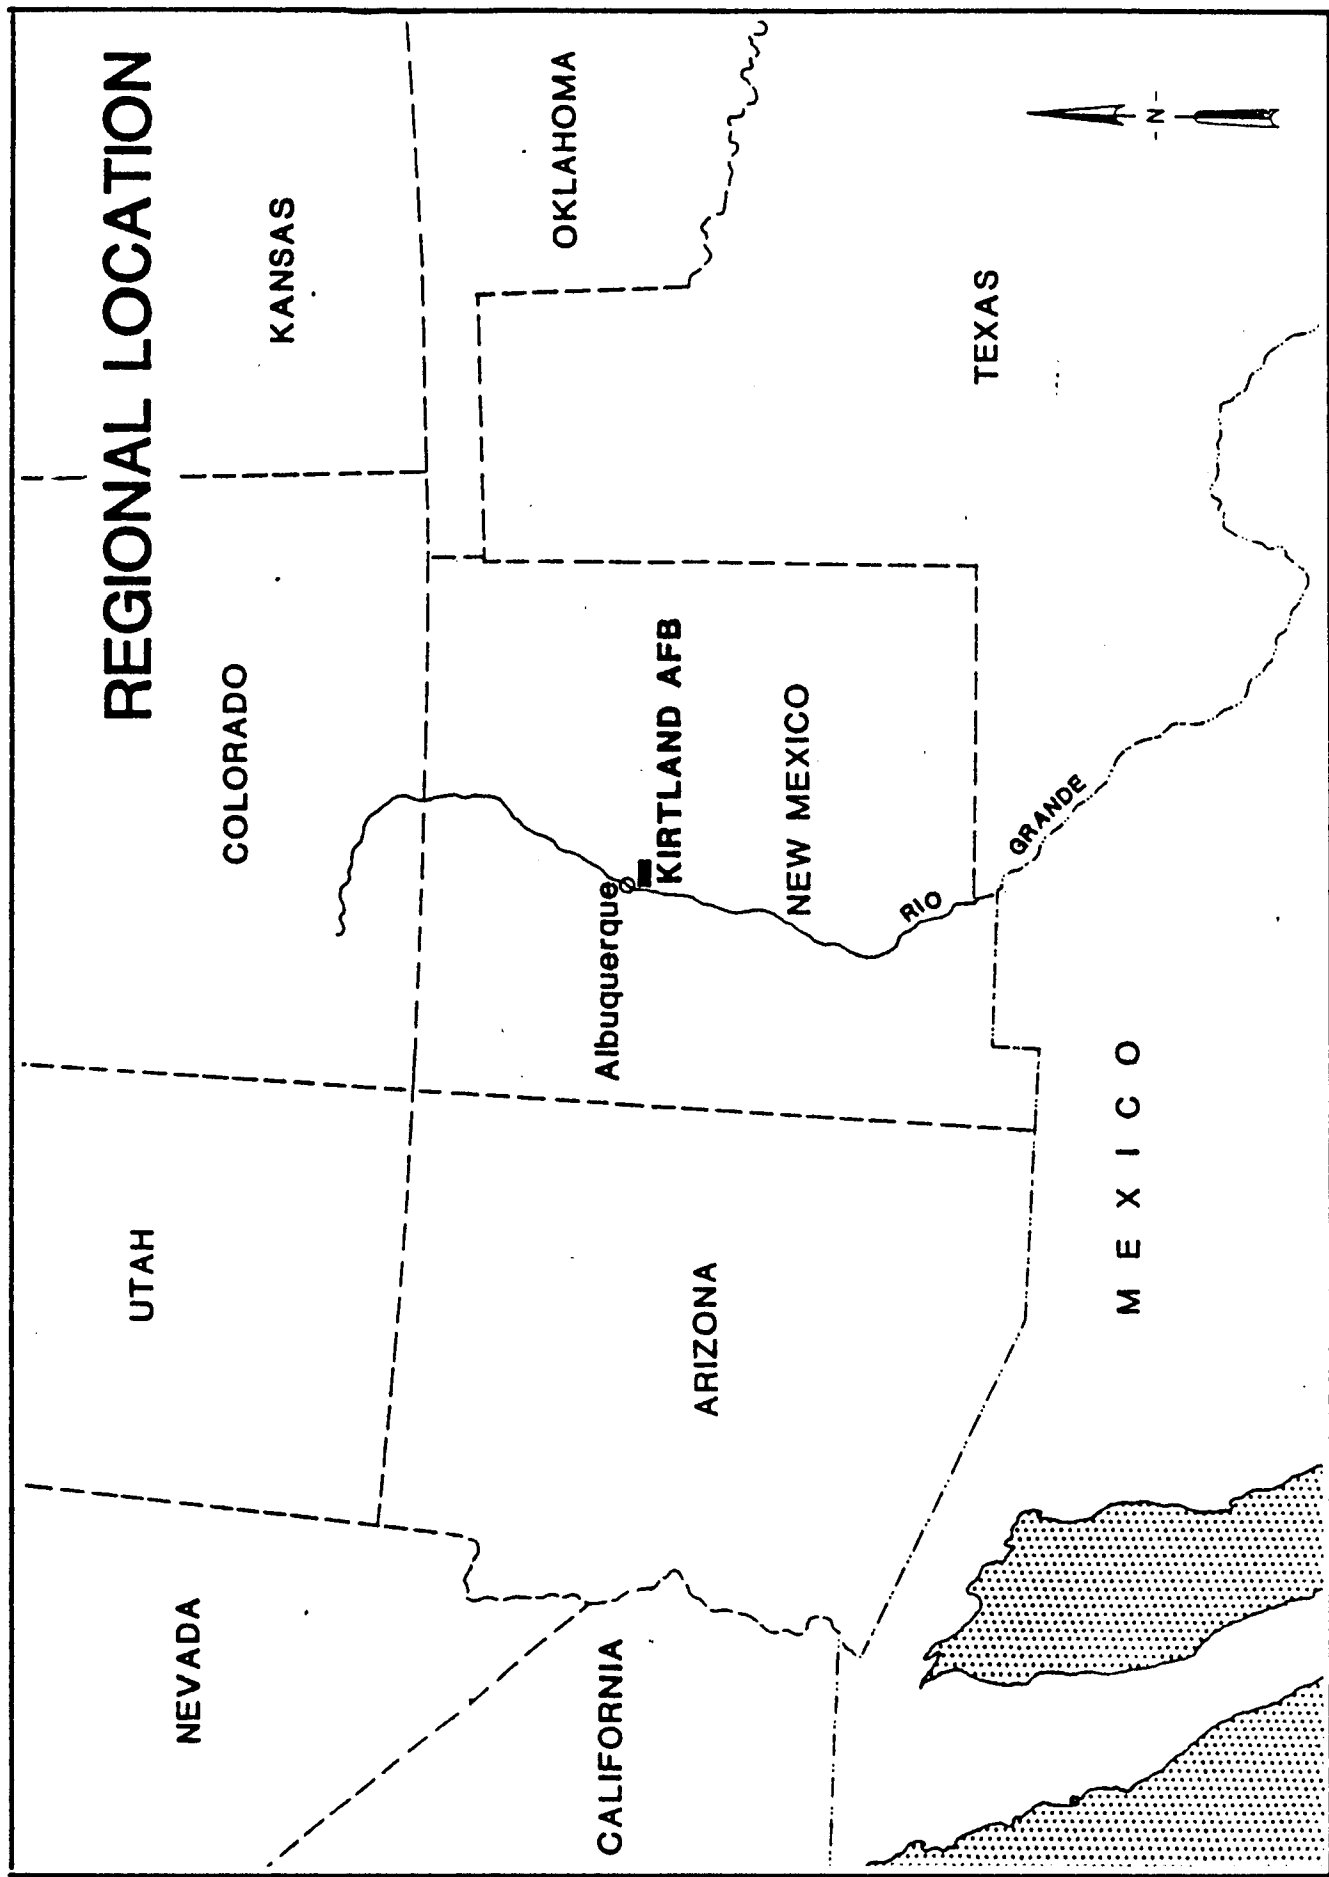 REGIONAL LOCATION
NEVADA
UTAH
COLORADO
KANSAS
CALIFORNIA
ARIZONA
Albuquerque
KIRTLAND AFB
NEW MEXICO
OKLAHOMA
TEXAS
RIO GRANDE
MEXICO
-N-